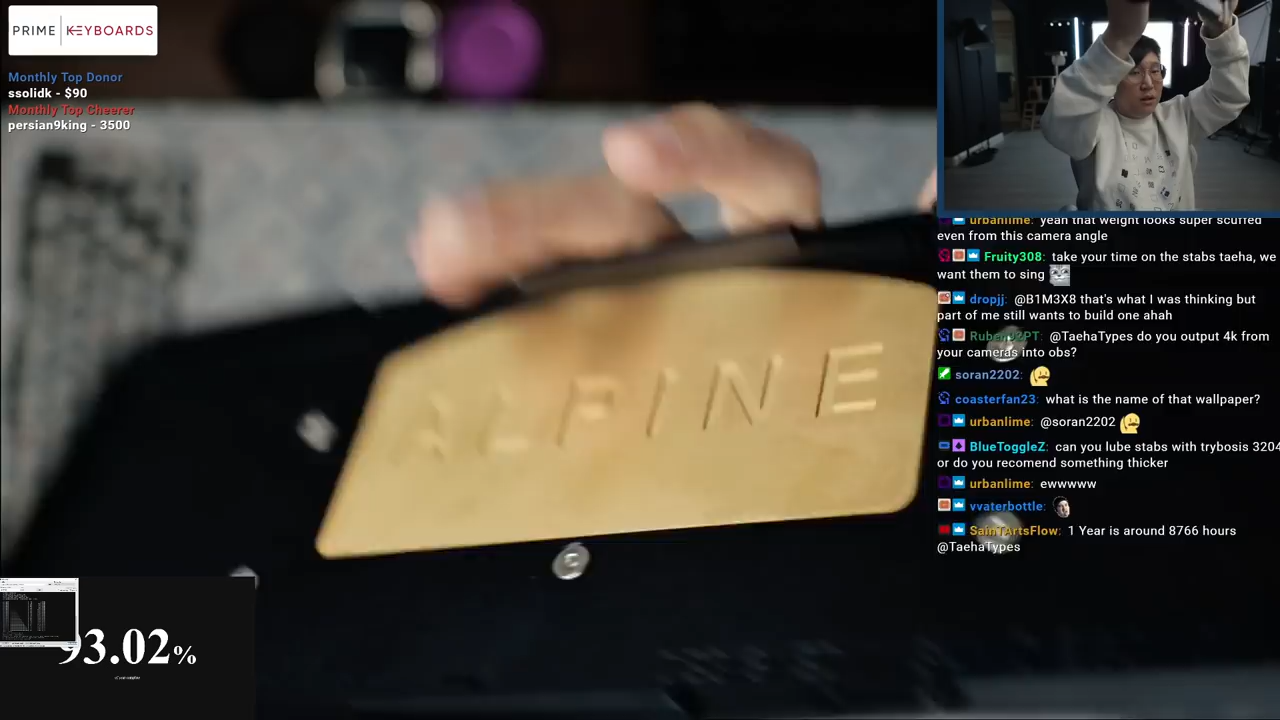 PRIME | KEYBOARDS
Monthly Top Donor
ssolidk - $90
Monthly Top Cheerer
persian9king - 3500
ALPINE
urbanlime: yeah that weight looks super scuffed
even from this camera angle
Fruity308: take your time on the stabs taeha, we
want them to sing
dropjj: @B1M3X8 that's what I was thinking but
part of me still wants to build one ahah
@TaehaTypes do you output 4k from
your cameras into obs?
soran2202:
coasterfan23: what is the name of that wallpaper?
urbanlime: @soran2202
BlueToggleZ: can you lube stabs with trybosis 3204
or do you recomend something thicker
urbanlime: ewwwww
vvaterbottle:
SainTArtsFlow: 1 Year is around 8766 hours
@TaehaTypes
93.02%